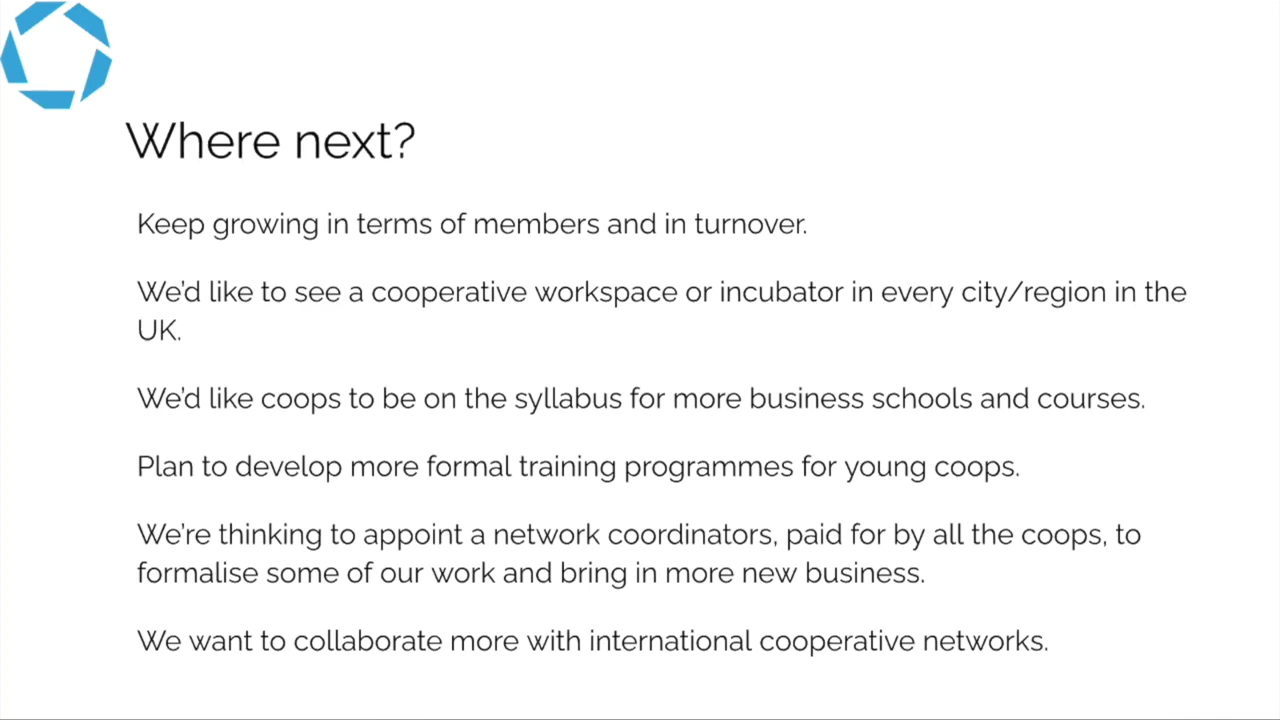 Where next?
Keep growing in terms of members and in turnover.
We'd like to see a cooperative workspace or incubator in every city/region in the
UK.
We'd like coops to be on the syllabus for more business schools and courses.
Plan to develop more formal training programmes for young coops.
We're thinking to appoint a network coordinators, paid for by all the coops, to
formalise some of our work and bring in more new business.
We want to collaborate more with international cooperative networks.